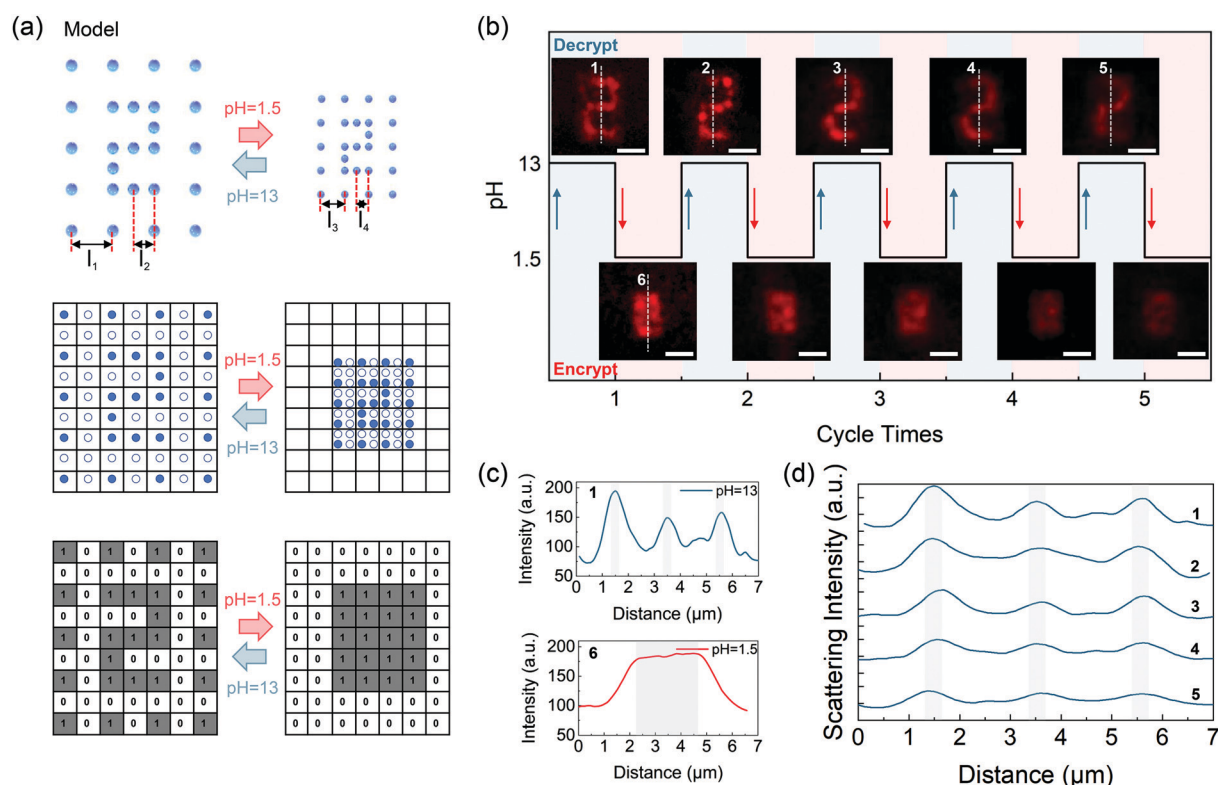 (a) Model
pH=1.5
pH=13
l₁
l₂
l₃
l₄
pH=1.5
pH=13
1 0 1 0 1 0 1
0 0 0 0 0 0 0
1 0 1 1 1 0 1
0 0 0 0 1 0 0
1 0 1 1 1 0 1
0 0 1 0 0 0 0
1 0 1 1 1 0 1
0 0 0 0 0 0 0
1 0 1 0 1 0 1
pH=1.5
pH=13
0 0 0 0 0 0 0
0 0 0 0 0 0 0
0 0 1 1 1 1 0
0 0 1 1 1 1 0
0 0 1 1 1 1 0
0 0 1 1 1 1 0
0 0 1 1 1 1 0
0 0 0 0 0 0 0
0 0 0 0 0 0 0
(b)
Decrypt
1 2 3 4 5
13
pH
1.5
6
Encrypt
1 2 3 4 5
Cycle Times
(c)
1
pH=13
200
150
100
50
Intensity (a.u.)
0 1 2 3 4 5 6 7
Distance (μm)
6
pH=1.5
200
150
100
50
Intensity (a.u.)
0 1 2 3 4 5 6 7
Distance (μm)
(d)
Scattering Intensity (a.u.)
1
2
3
4
5
0 1 2 3 4 5 6 7
Distance (μm)